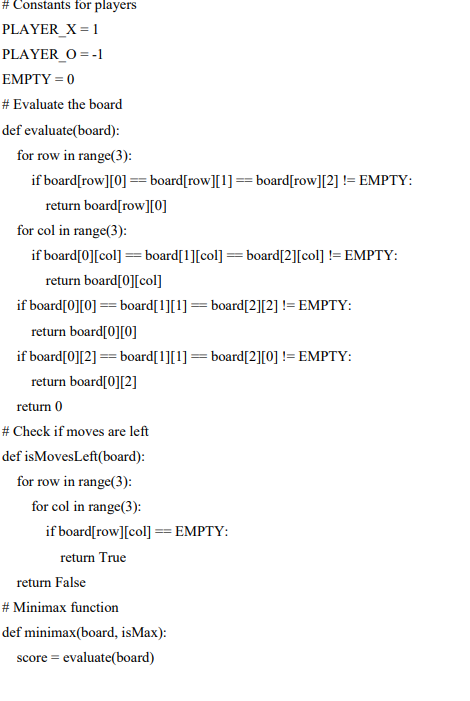 # Constants for players
PLAYER_X = 1
PLAYER_O = -1
EMPTY = 0
# Evaluate the board
def evaluate(board):
    for row in range(3):
        if board[row][0] == board[row][1] == board[row][2] != EMPTY:
            return board[row][0]
    for col in range(3):
        if board[0][col] == board[1][col] == board[2][col] != EMPTY:
            return board[0][col]
    if board[0][0] == board[1][1] == board[2][2] != EMPTY:
        return board[0][0]
    if board[0][2] == board[1][1] == board[2][0] != EMPTY:
        return board[0][2]
    return 0
# Check if moves are left
def isMovesLeft(board):
    for row in range(3):
        for col in range(3):
            if board[row][col] == EMPTY:
                return True
    return False
# Minimax function
def minimax(board, isMax):
    score = evaluate(board)